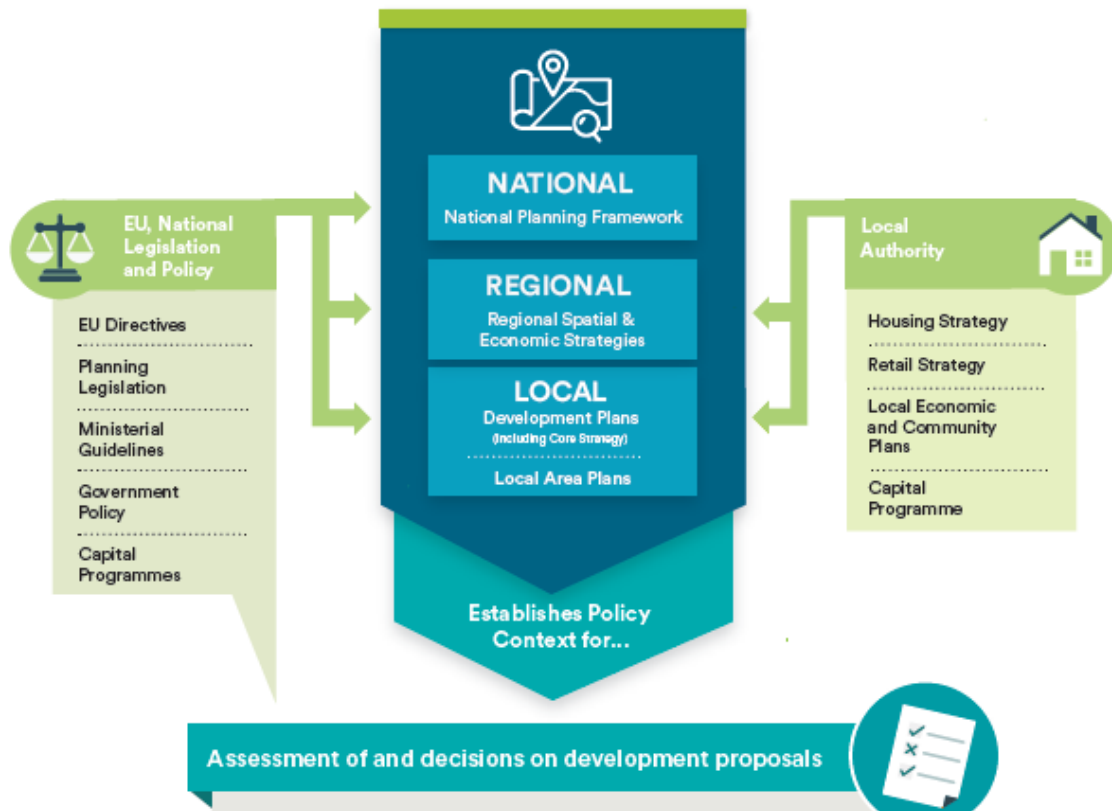 NATIONAL
National Planning Framework
REGIONAL
Regional Spatial &
Economic Strategies
LOCAL
Development Plans
(Including Core Strategy)
Local Area Plans
EU, National
Legislation
and Policy
EU Directives
Planning
Legislation
Ministerial
Guidelines
Government
Policy
Capital
Programmes
Local
Authority
Housing Strategy
Retail Strategy
Local Economic
and Community
Plans
Capital
Programme
Establishes Policy
Context for...
Assessment of and decisions on development proposals